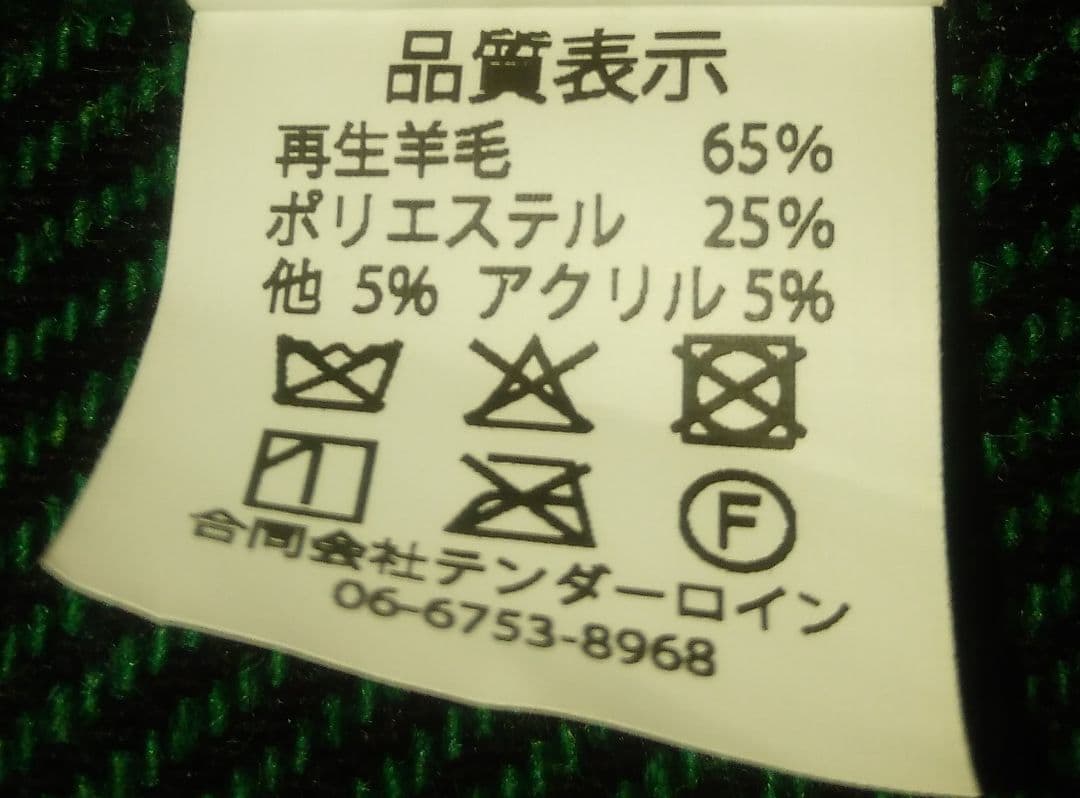 品質表示
再生羊毛 65%
ポリエステル 25%
他 5% アクリル 5%
F
合同会社テンダーロイン
06-6753-8968